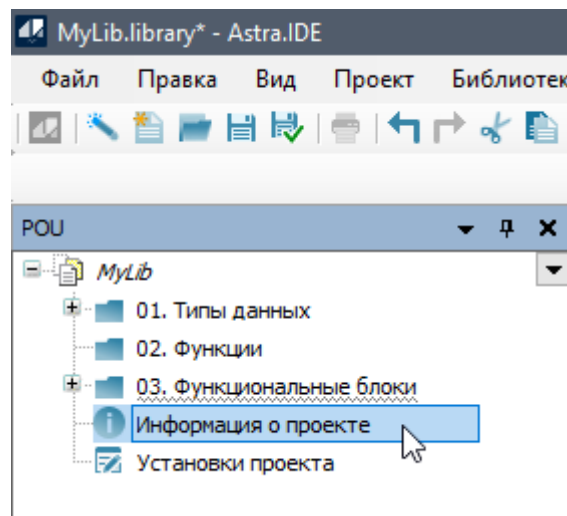 MyLib.library* - Astra.IDE
Файл Правка Вид Проект Библиотек
POU
MyLib
01. Типы данных
02. Функции
03. Функциональные блоки
Информация о проекте
Установки проекта